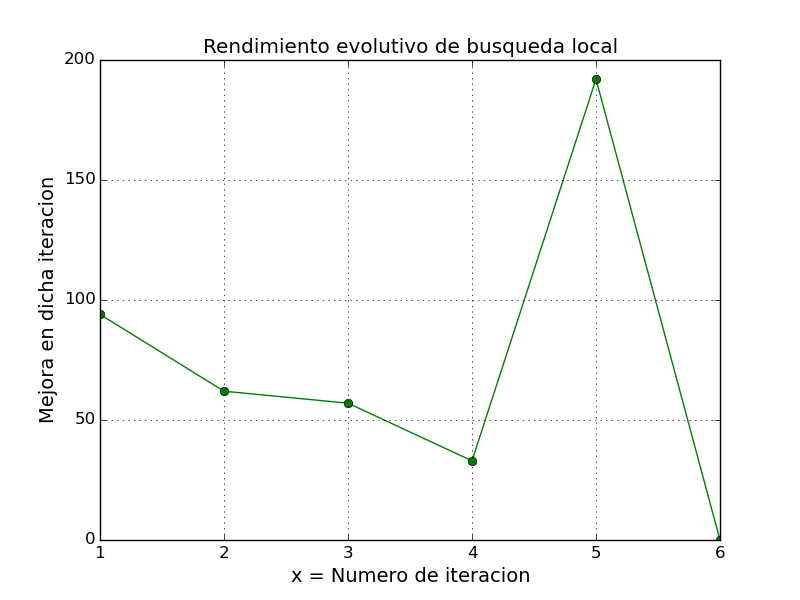 Rendimiento evolutivo de busqueda local
200
150
100
50
0
Mejora en dicha iteracion
1 2 3 4 5 6
x = Numero de iteracion